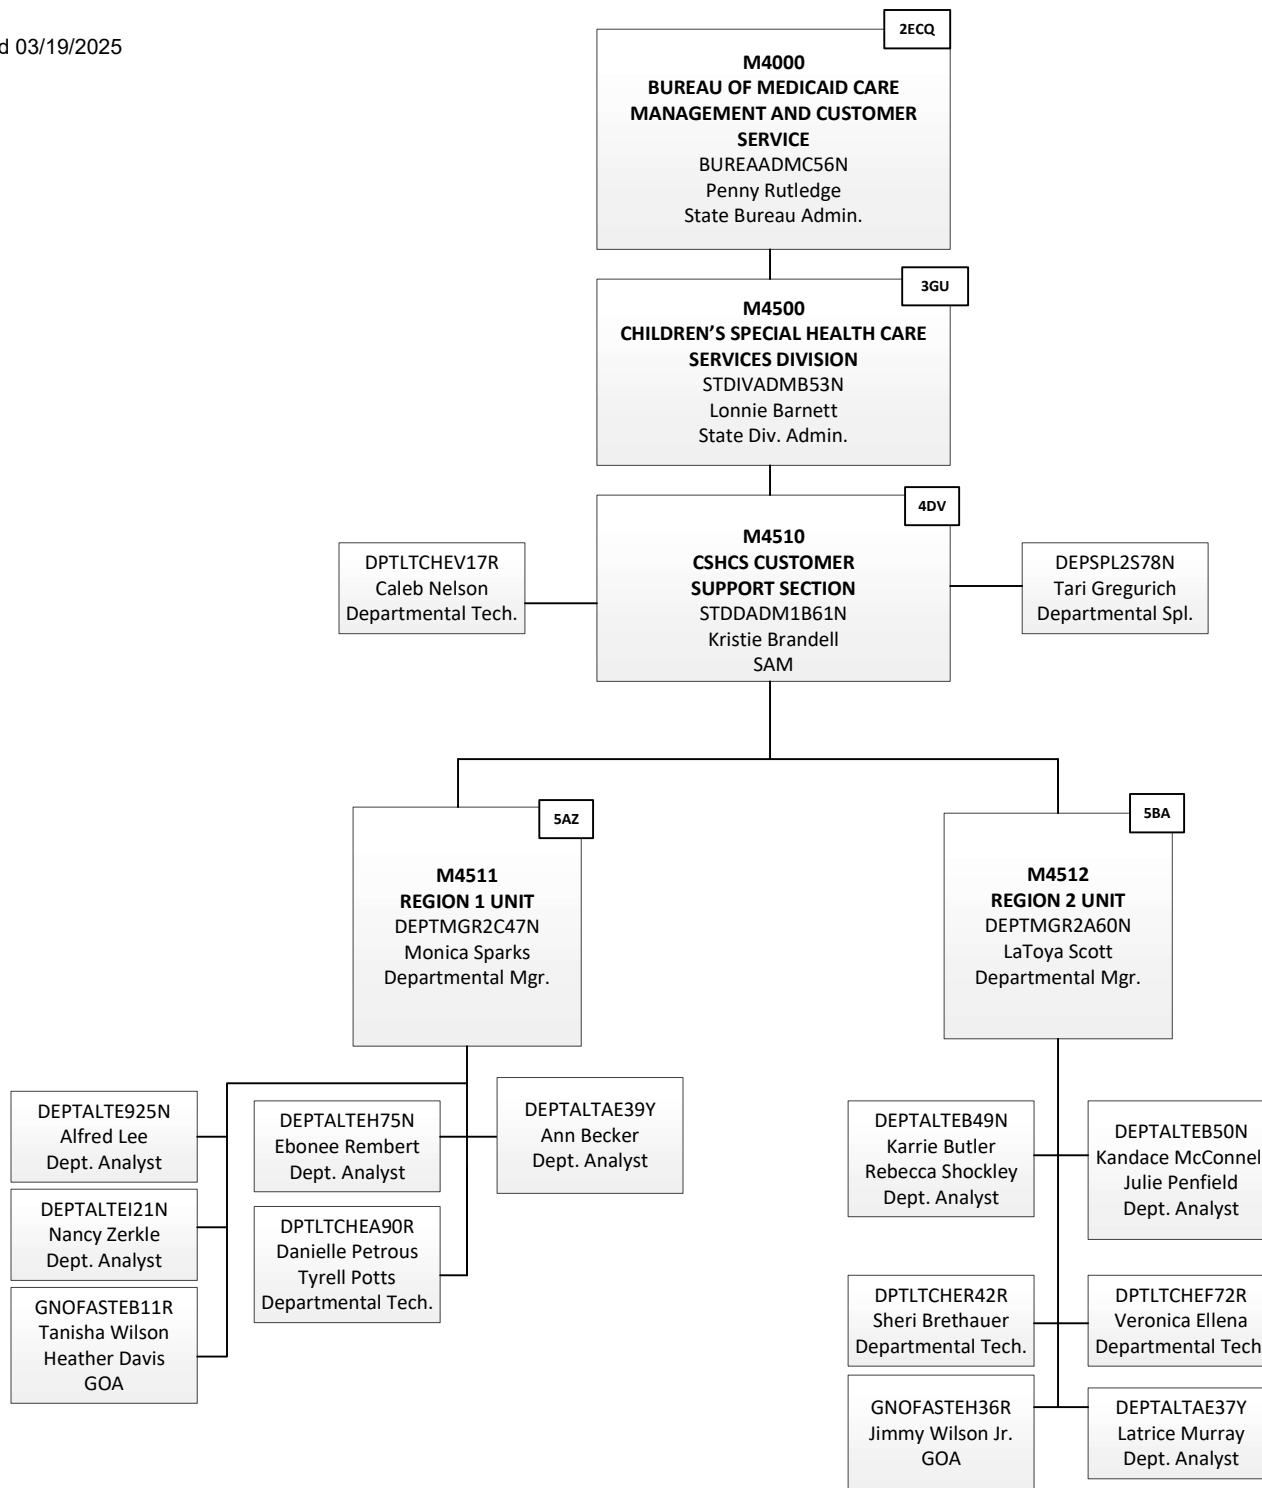 d 03/19/2025
2ECQ
M4000
BUREAU OF MEDICAID CARE
MANAGEMENT AND CUSTOMER
SERVICE
BUREAADMC56N
Penny Rutledge
State Bureau Admin.
3GU
M4500
CHILDREN’S SPECIAL HEALTH CARE
SERVICES DIVISION
STDIVADMB53N
Lonnie Barnett
State Div. Admin.
4DV
M4510
CSHCS CUSTOMER
SUPPORT SECTION
STDDADM1B61N
Kristie Brandell
SAM
DPTLTCHEV17R
Caleb Nelson
Departmental Tech.
DEPSPL2S78N
Tari Gregurich
Departmental Spl.
5AZ
M4511
REGION 1 UNIT
DEPTMGR2C47N
Monica Sparks
Departmental Mgr.
5BA
M4512
REGION 2 UNIT
DEPTMGR2A60N
LaToya Scott
Departmental Mgr.
DEPTALTE925N
Alfred Lee
Dept. Analyst
DEPTALTEH75N
Ebonee Rembert
Dept. Analyst
DEPTALTAE39Y
Ann Becker
Dept. Analyst
DEPTALTEI21N
Nancy Zerkle
Dept. Analyst
DPTLTCHEA90R
Danielle Petrous
Tyrell Potts
Departmental Tech.
GNOFASTEB11R
Tanisha Wilson
Heather Davis
GOA
DEPTALTEB49N
Karrie Butler
Rebecca Shockley
Dept. Analyst
DEPTALTEB50N
Kandace McConnel
Julie Penfield
Dept. Analyst
DPTLTCHER42R
Sheri Brethauer
Departmental Tech.
DPTLTCHEF72R
Veronica Ellena
Departmental Tech
GNOFASTEH36R
Jimmy Wilson Jr.
GOA
DEPTALTAE37Y
Latrice Murray
Dept. Analyst